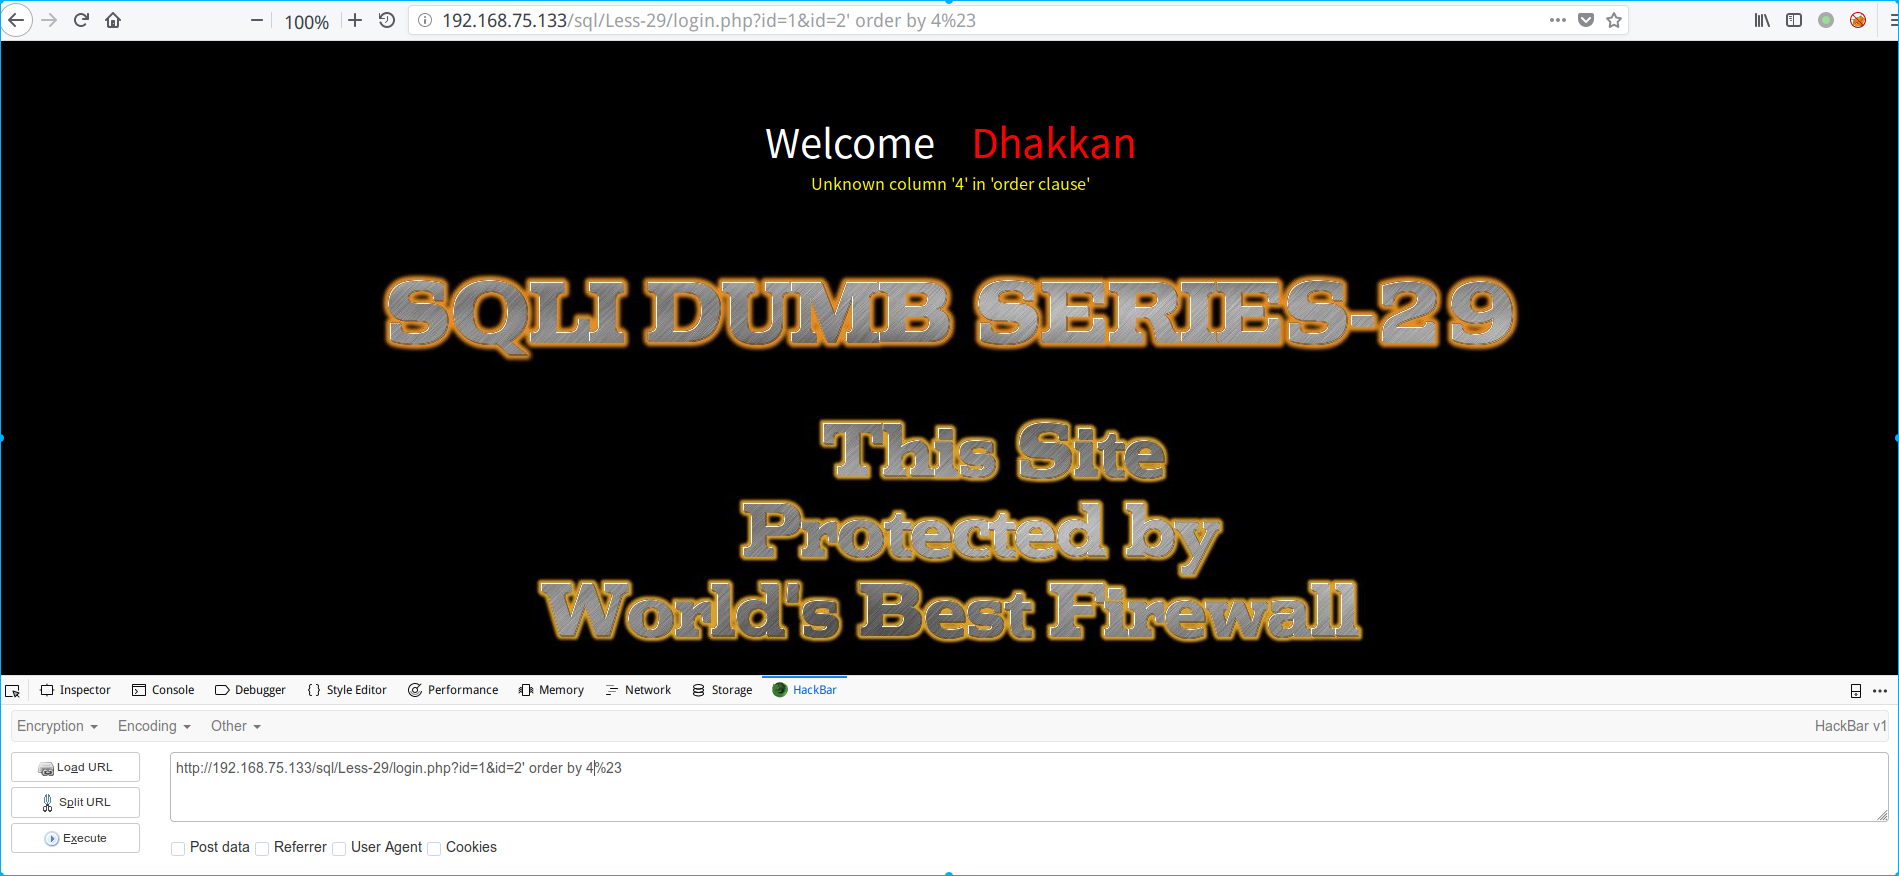 100% 192.168.75.133/sql/Less-29/login.php?id=1&id=2' order by 4%23
Welcome Dhakkan
Unknown column '4' in 'order clause'
SQLI DUMB SERIES-29
This Site
Protected by
World's Best Firewall
Inspector Console Debugger { } Style Editor Performance Memory Network Storage HackBar
Encryption Encoding Other HackBar v1
Load URL
http://192.168.75.133/sql/Less-29/login.php?id=1&id=2' order by 4%23
Split URL
Execute
Post data Referrer User Agent Cookies